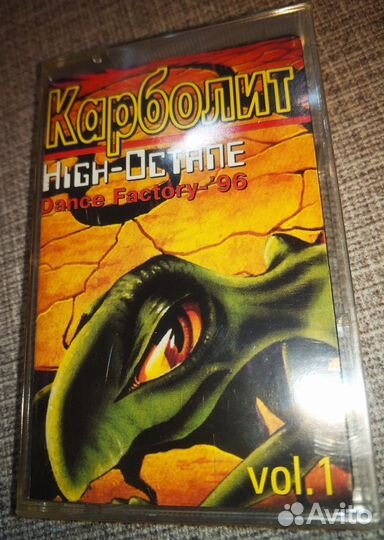 Карболит
High-Octane
Dance Factory-'96
vol.1
Avito